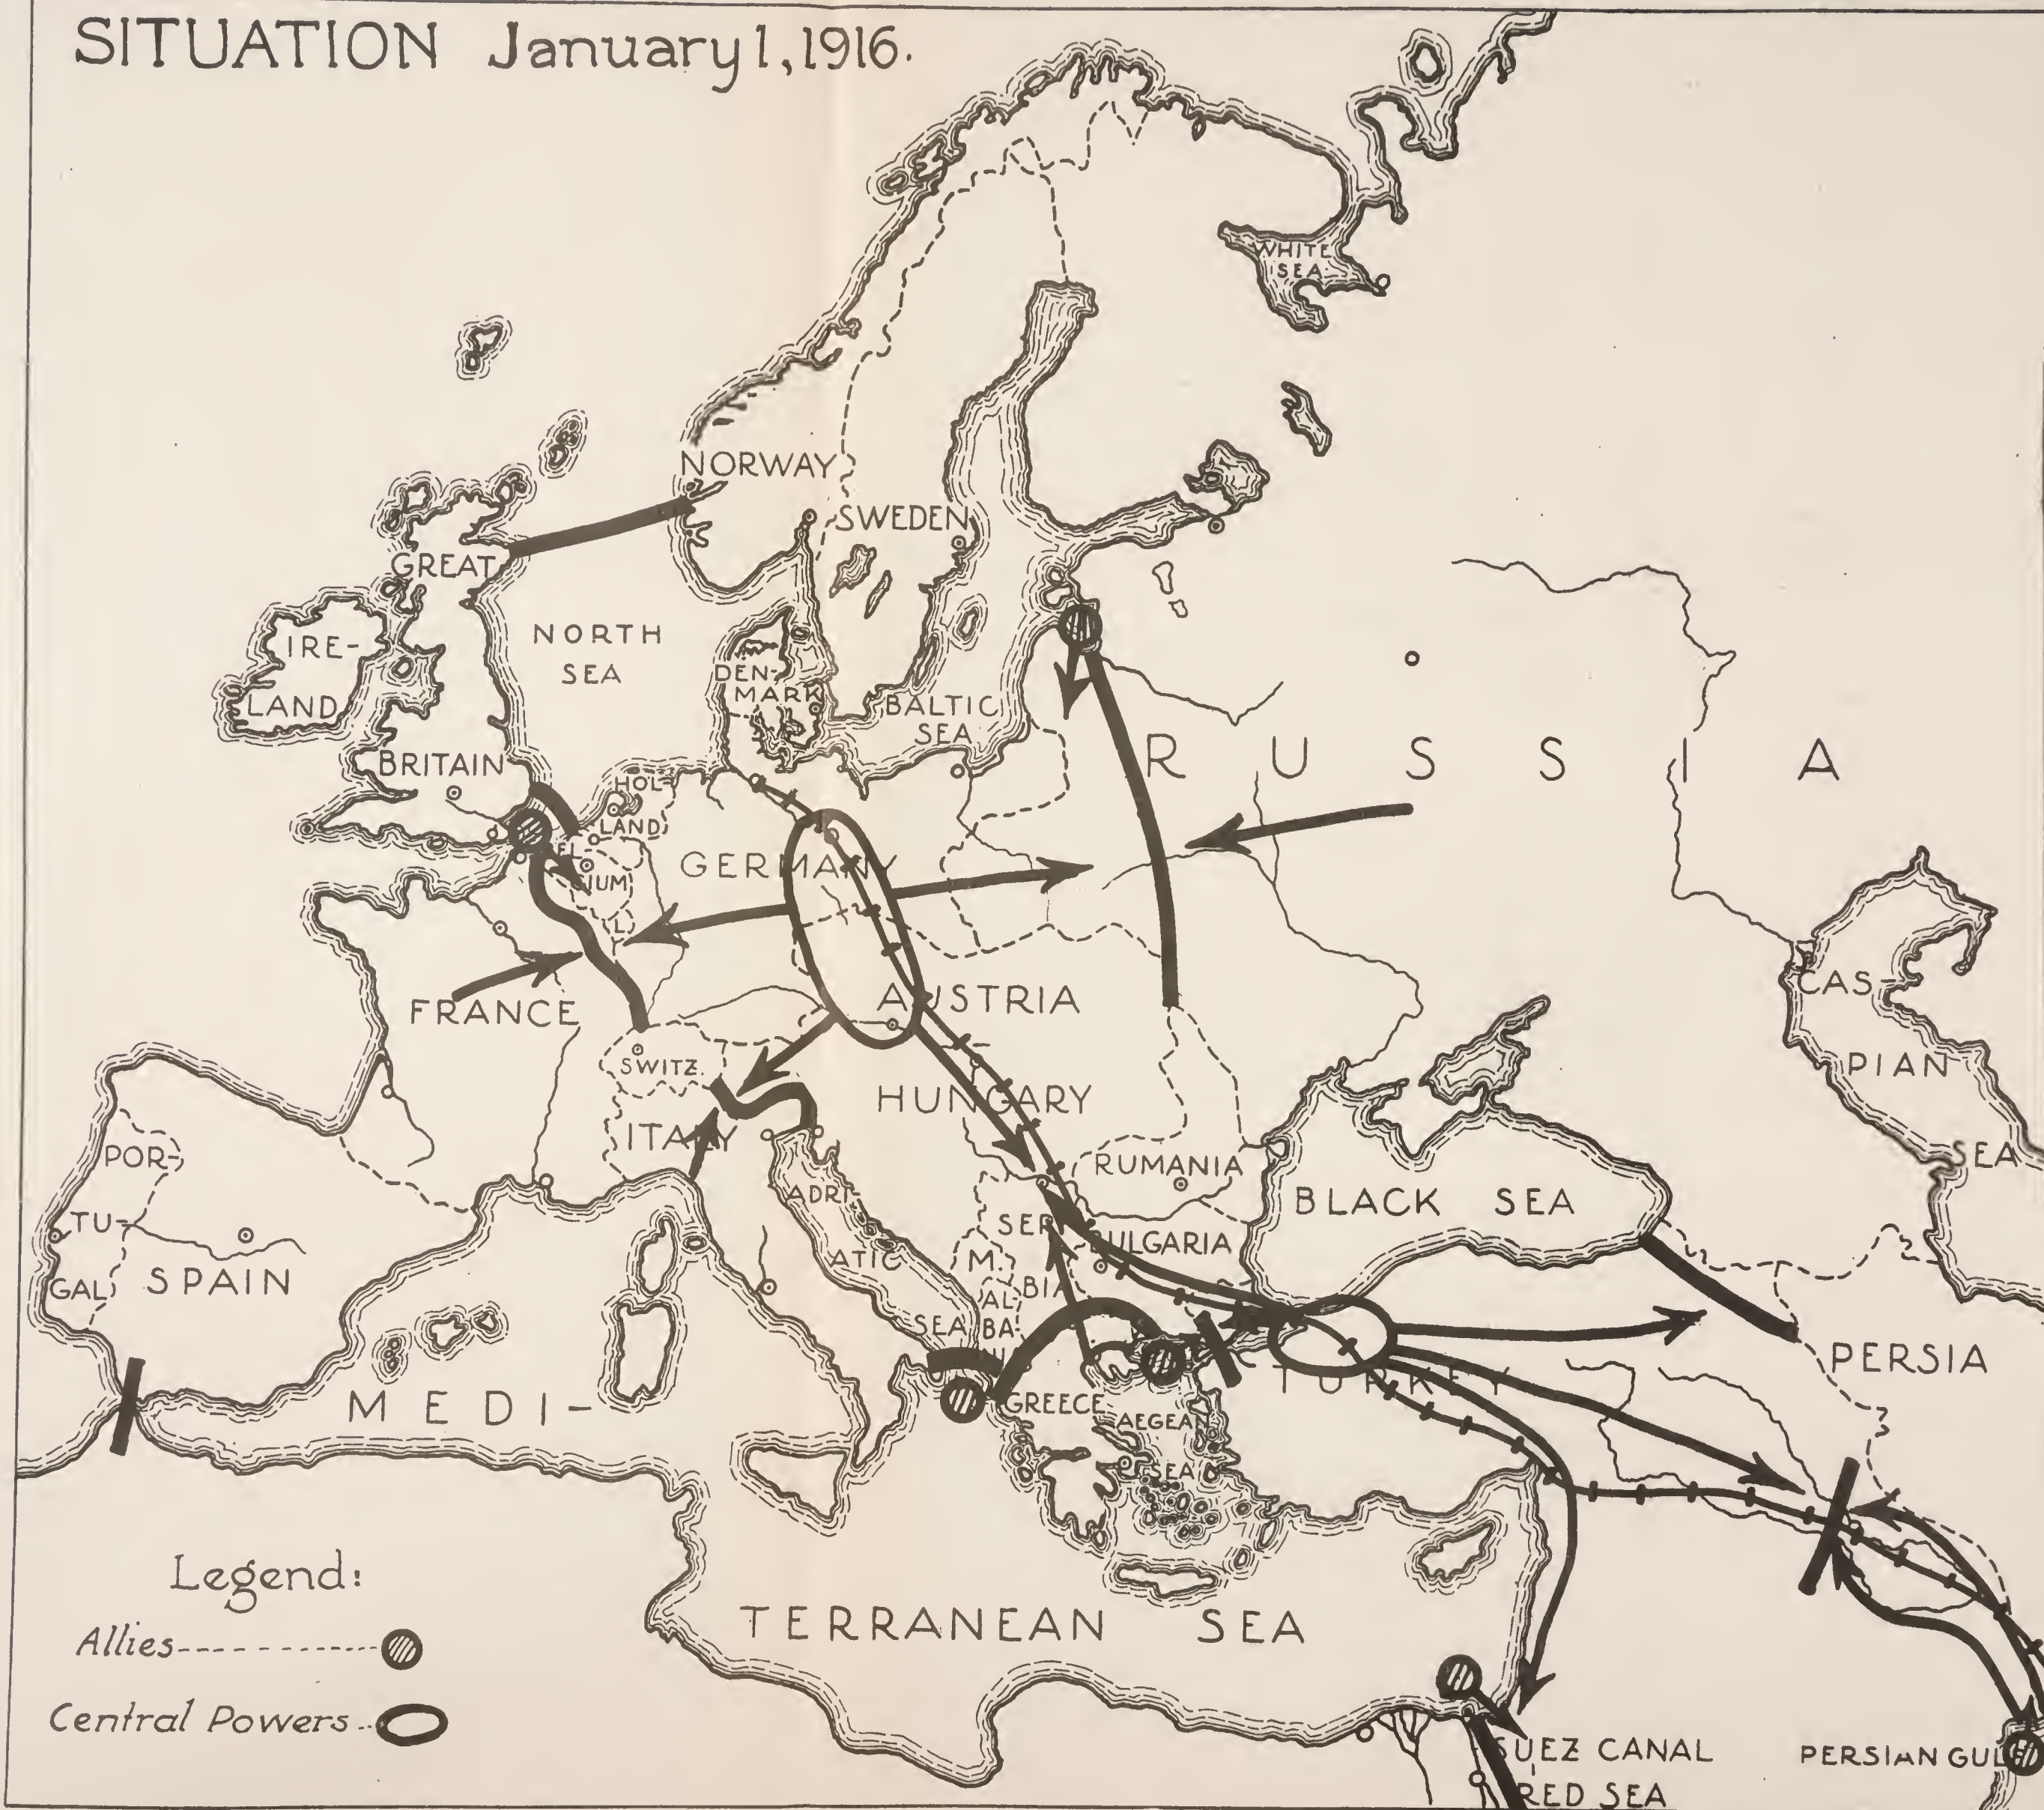 SITUATION January 1, 1916.
WHITE
SEA
NORWAY
SWEDEN
GREAT
NORTH
SEA
IRE-
LAND
DEN-
MARK
BALTIC
SEA
BRITAIN
R U S S I A
HOL-
LAND
GERMANY
GIUM
L.
FRANCE
AUSTRIA
CAS-
PIAN
SEA
SWITZ.
HUNGARY
ITALY
POR-
TU-
GAL
SPAIN
ADRI-
ATIC
SEA
RUMANIA
BLACK SEA
SER
BIA
BULGARIA
M.
AL-
BA-
PERSIA
TURKEY
GREECE
AEGEAN
SEA
MEDI-
TERRANEAN SEA
Legend:
Allies
Central Powers
SUEZ CANAL
RED SEA
PERSIAN GULF